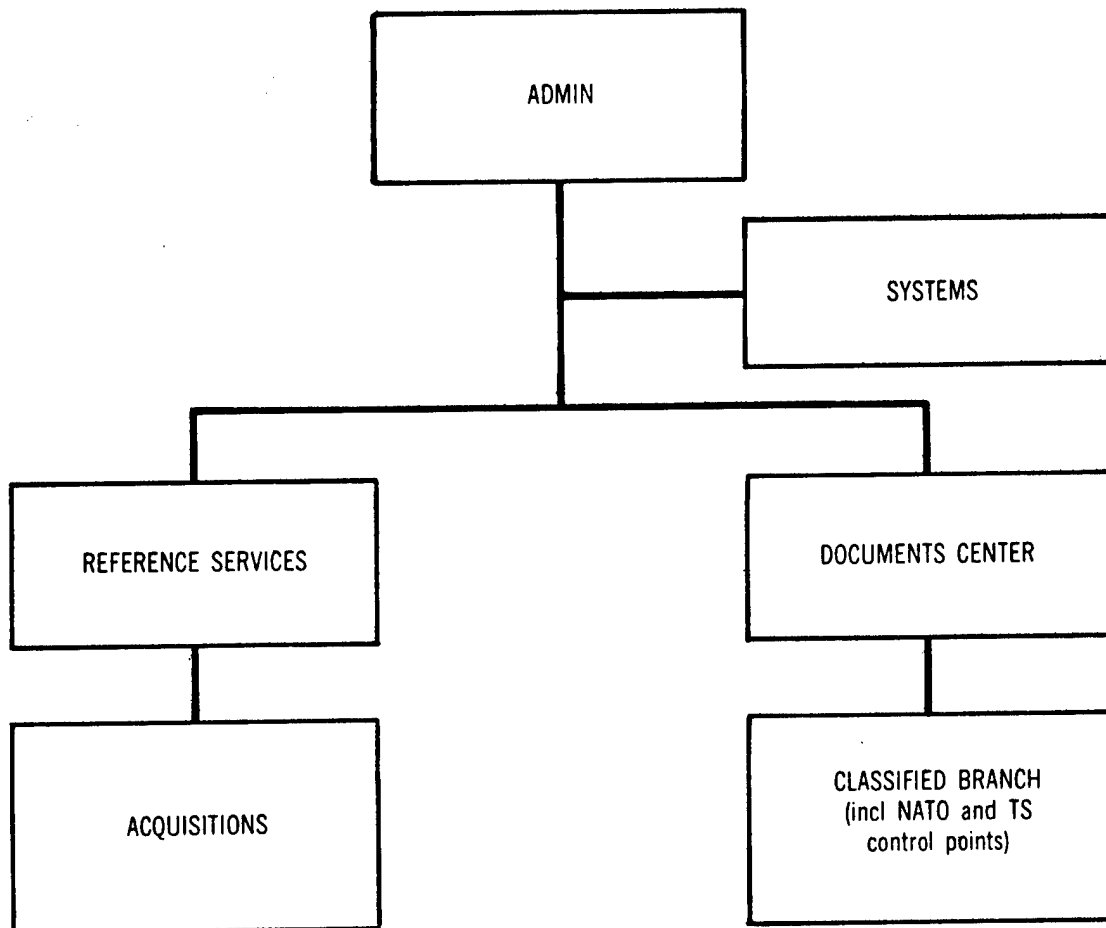 ADMIN
SYSTEMS
REFERENCE SERVICES
DOCUMENTS CENTER
ACQUISITIONS
CLASSIFIED BRANCH
(incl NATO and TS
control points)